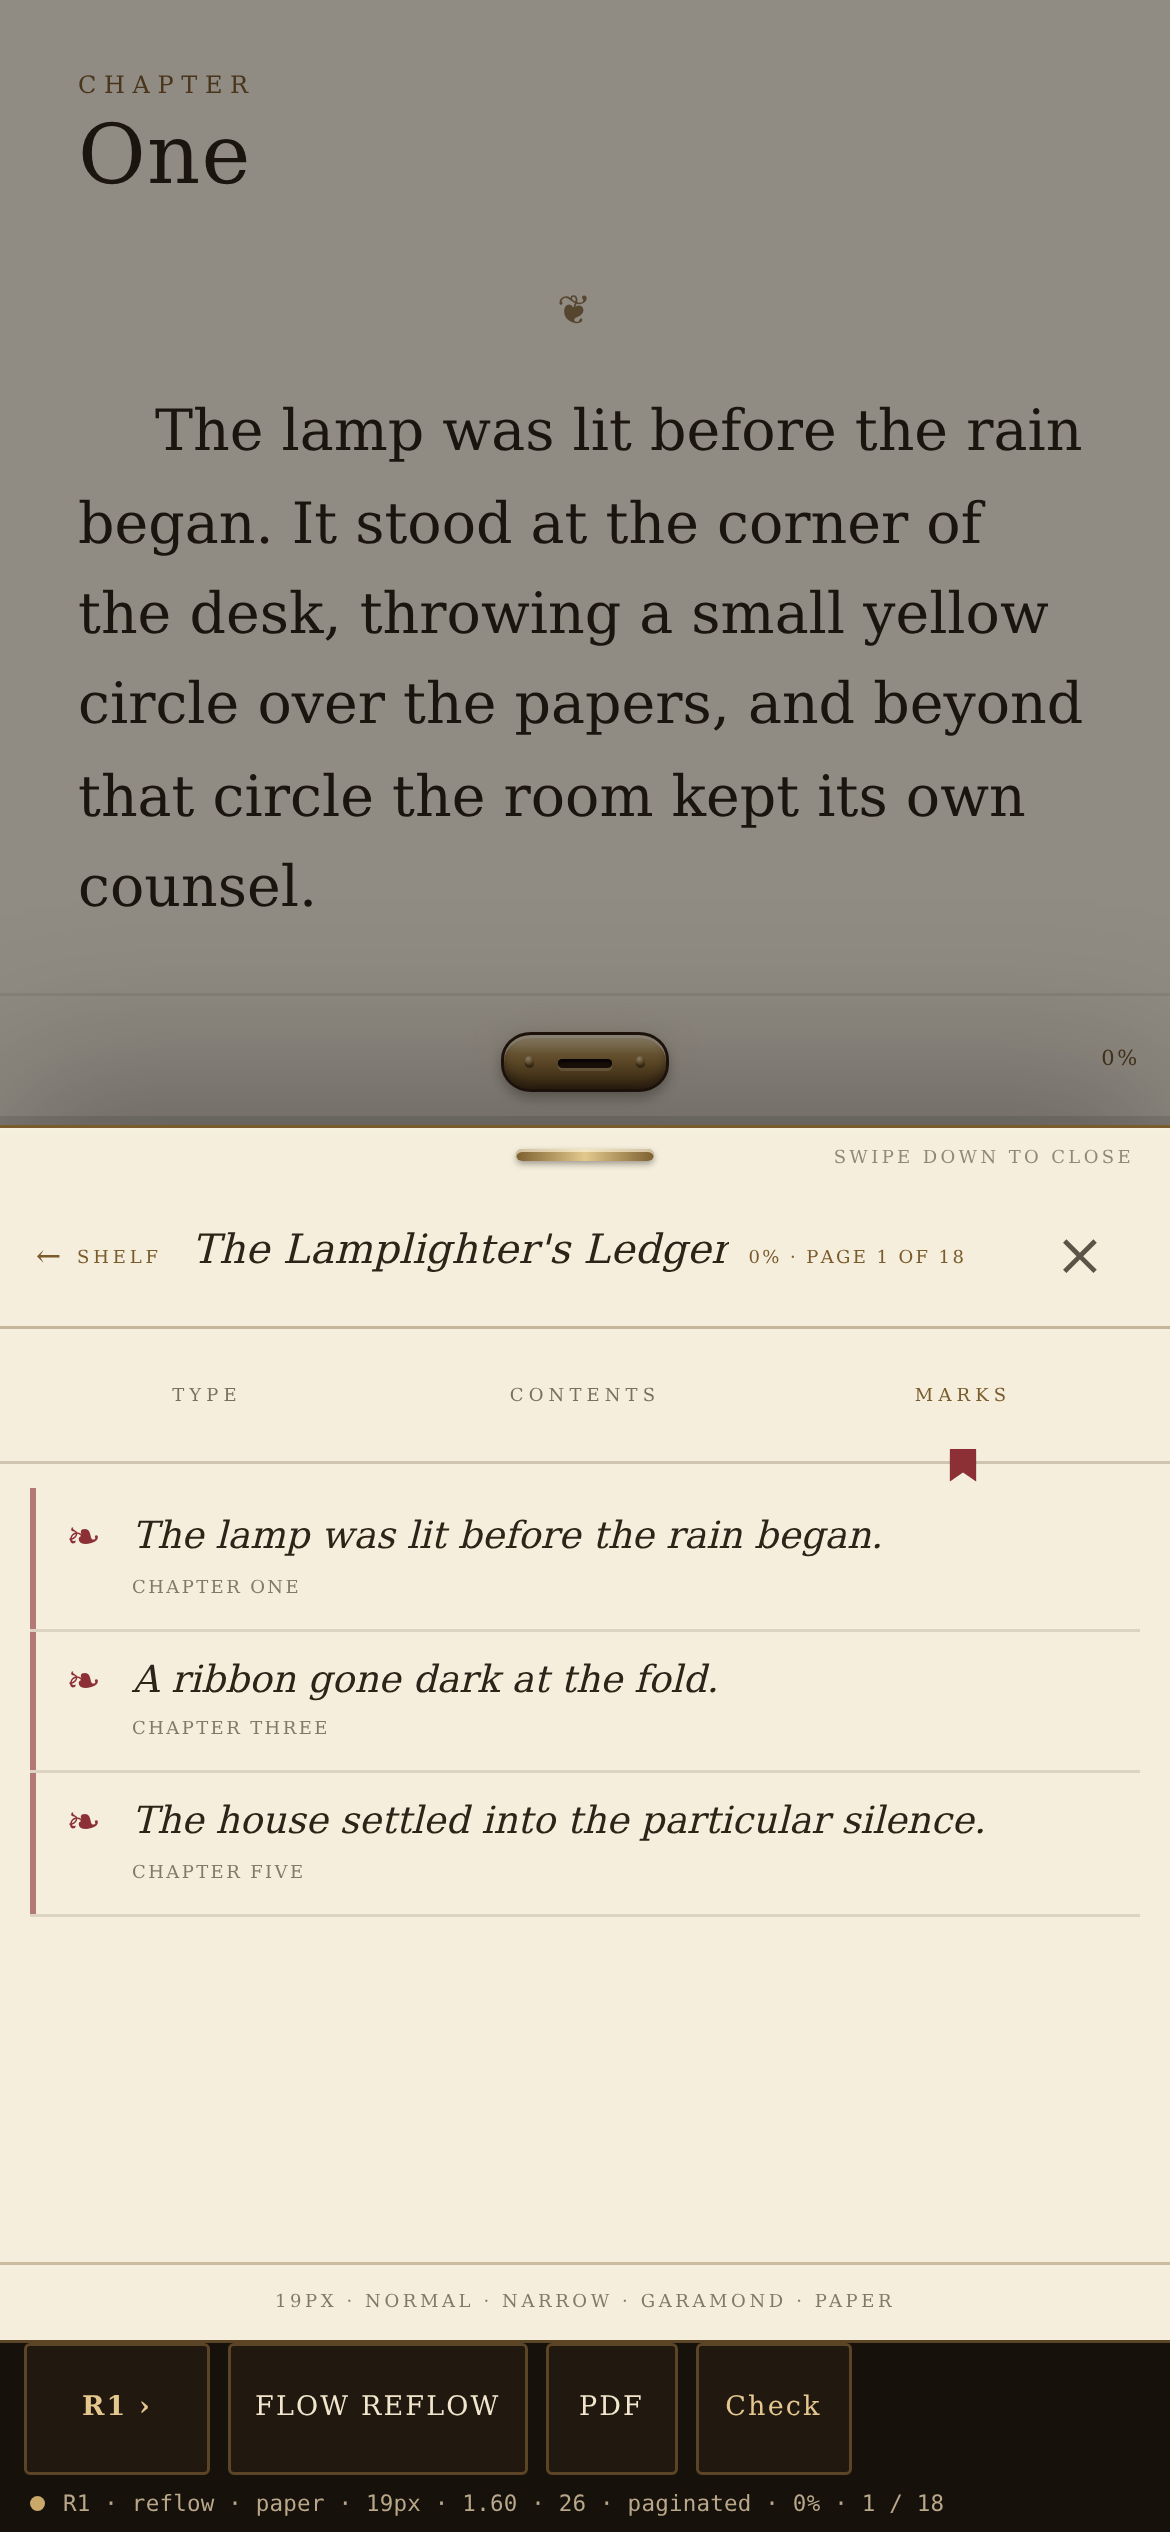 CHAPTER
One
❦
The lamp was lit before the rain
began. It stood at the corner of
the desk, throwing a small yellow
circle over the papers, and beyond
that circle the room kept its own
counsel.
0%
SWIPE DOWN TO CLOSE
← SHELF The Lamplighter's Ledger 0% · PAGE 1 OF 18 ×
TYPE CONTENTS MARKS
❧ The lamp was lit before the rain began.
CHAPTER ONE
❧ A ribbon gone dark at the fold.
CHAPTER THREE
❧ The house settled into the particular silence.
CHAPTER FIVE
19PX · NORMAL · NARROW · GARAMOND · PAPER
R1 › FLOW REFLOW PDF Check
R1 · reflow · paper · 19px · 1.60 · 26 · paginated · 0% · 1 / 18